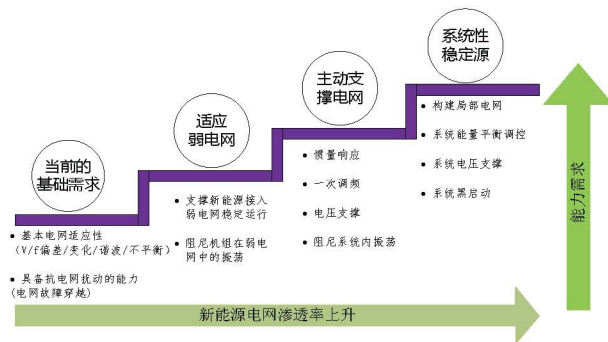 当前的
基础需求
• 基本电网适应性
（V/f偏差/变化/谐波/不平衡）
• 具备抗电网扰动的能力
(电网故障穿越)
适应
弱电网
• 支撑新能源接入
弱电网稳定运行
• 阻尼机组在弱电
网中的振荡
主动支
撑电网
• 惯量响应
• 一次调频
• 电压支撑
• 阻尼系统内振荡
系统性
稳定源
• 构建局部电网
• 系统能量平衡调控
• 系统电压支撑
• 系统黑启动
能力需求
新能源电网渗透率上升